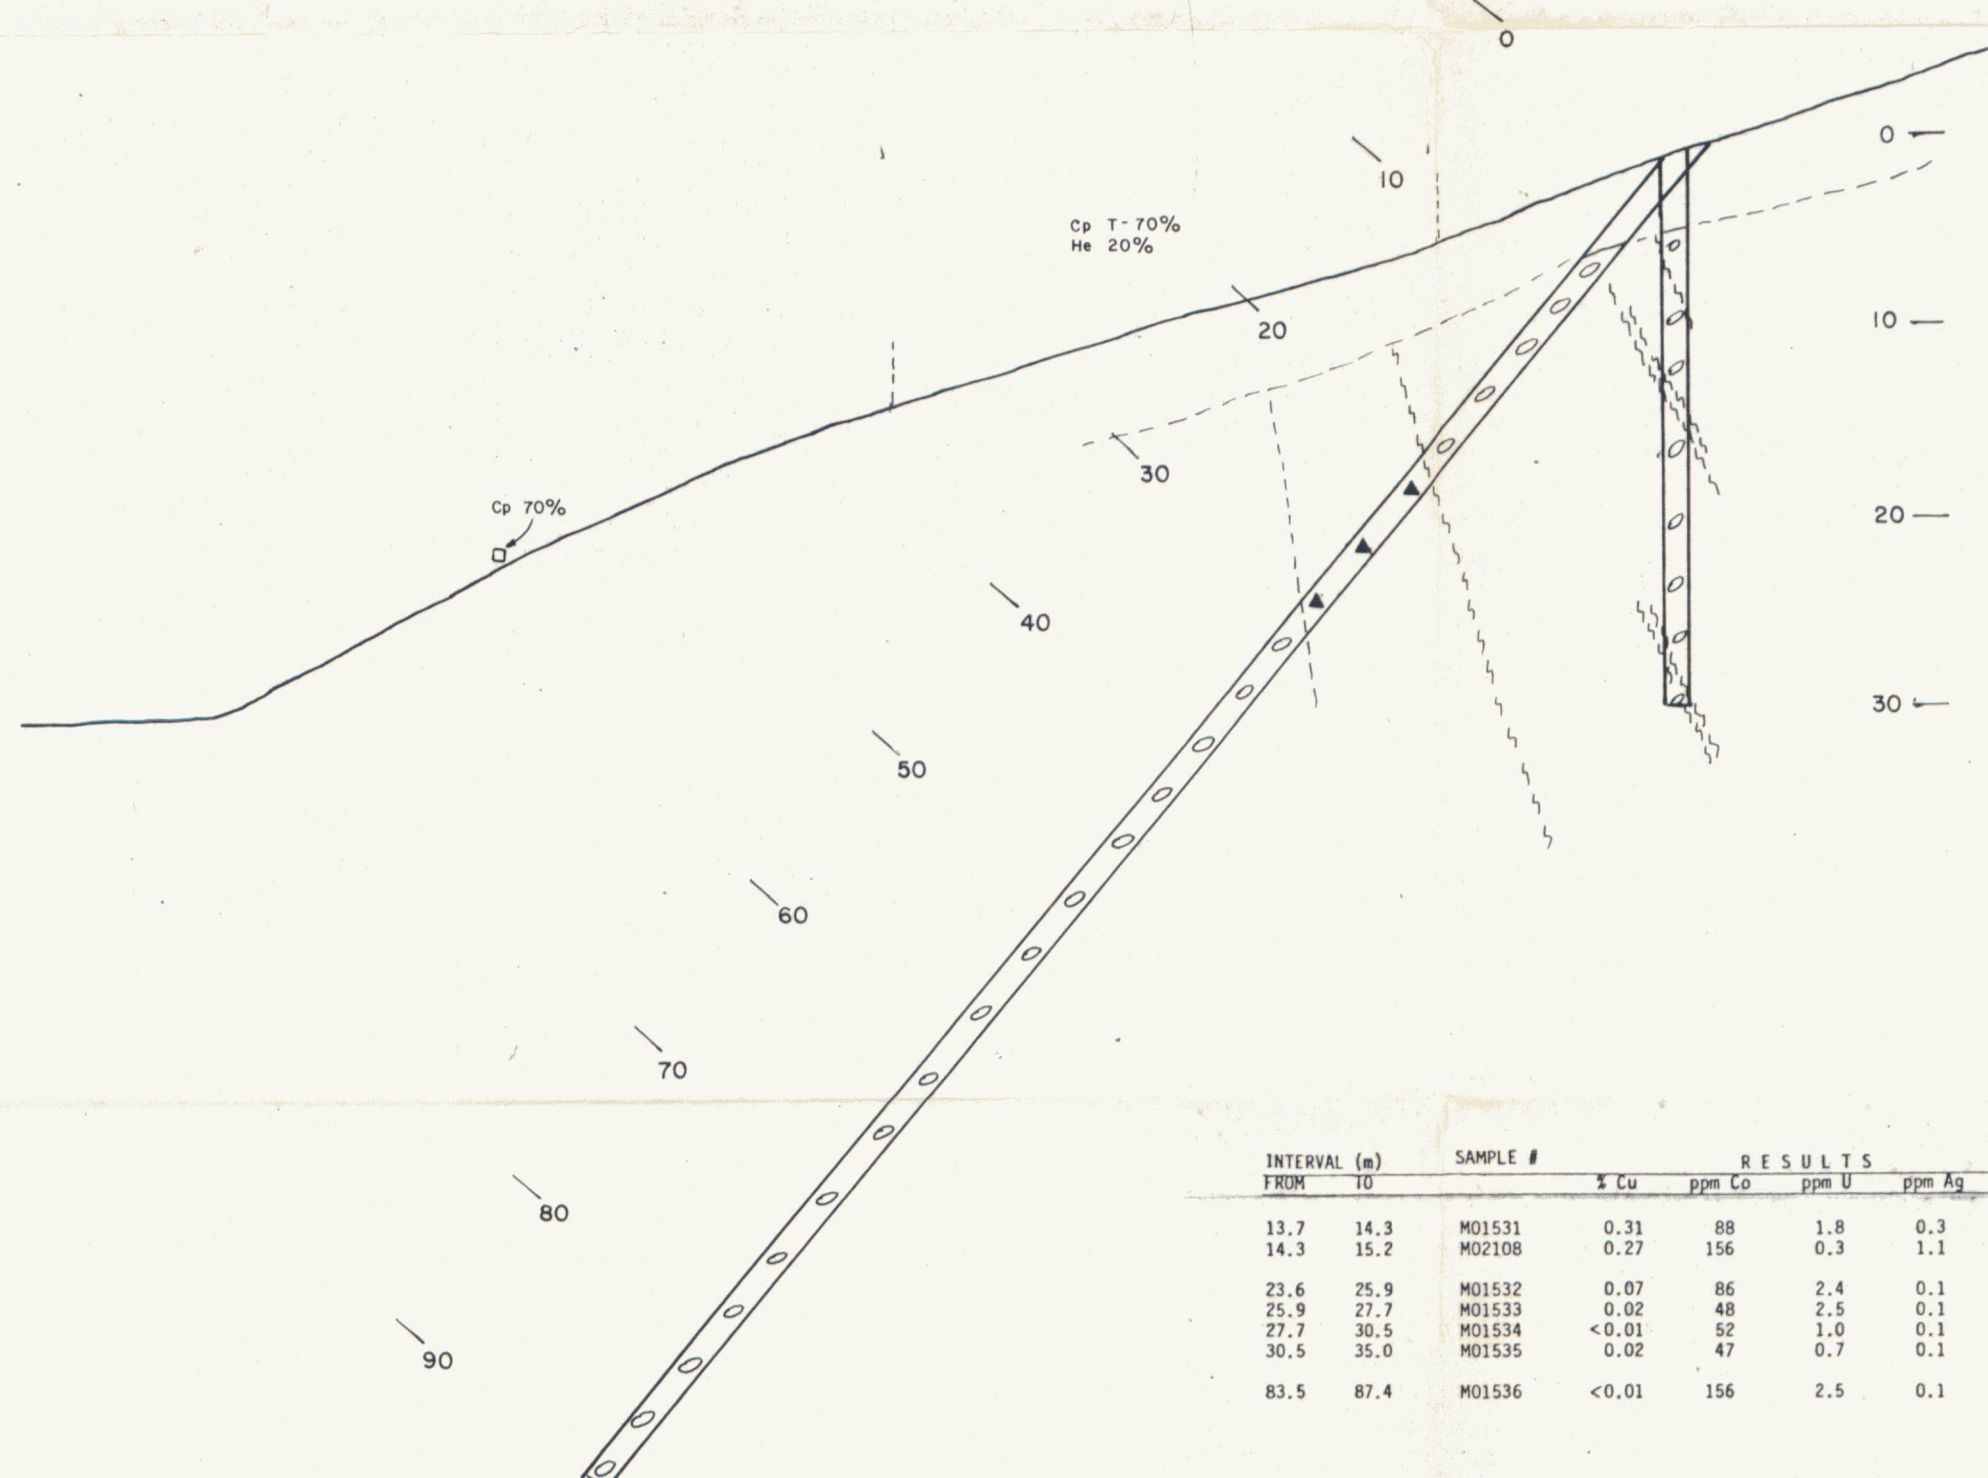 0
0
10
Cp T-70%
He 20%
10
20
30
Cp 70%
20
40
30
50
60
70
INTERVAL (m) SAMPLE # RESULTS
FROM TO % Cu ppm Co ppm U ppm Ag
13.7 14.3 M01531 0.31 88 1.8 0.3
14.3 15.2 M02108 0.27 156 0.3 1.1
80
23.6 25.9 M01532 0.07 86 2.4 0.1
25.9 27.7 M01533 0.02 48 2.5 0.1
27.7 30.5 M01534 <0.01 52 1.0 0.1
30.5 35.0 M01535 0.02 47 0.7 0.1
90
83.5 87.4 M01536 <0.01 156 2.5 0.1